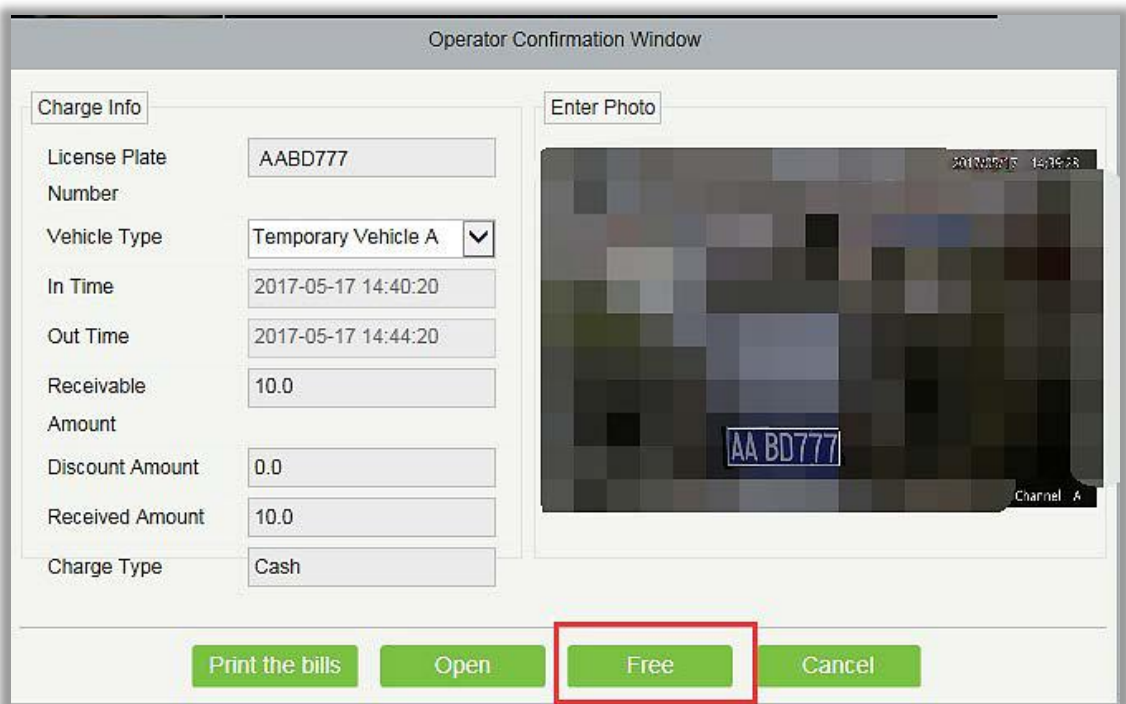 Operator Confirmation Window
Charge Info
License Plate
Number
AABD777
Vehicle Type
Temporary Vehicle A
In Time
2017-05-17 14:40:20
Out Time
2017-05-17 14:44:20
Receivable
Amount
10.0
Discount Amount
0.0
Received Amount
10.0
Charge Type
Cash
Enter Photo
AA BD777
Channel A
Print the bills
Open
Free
Cancel